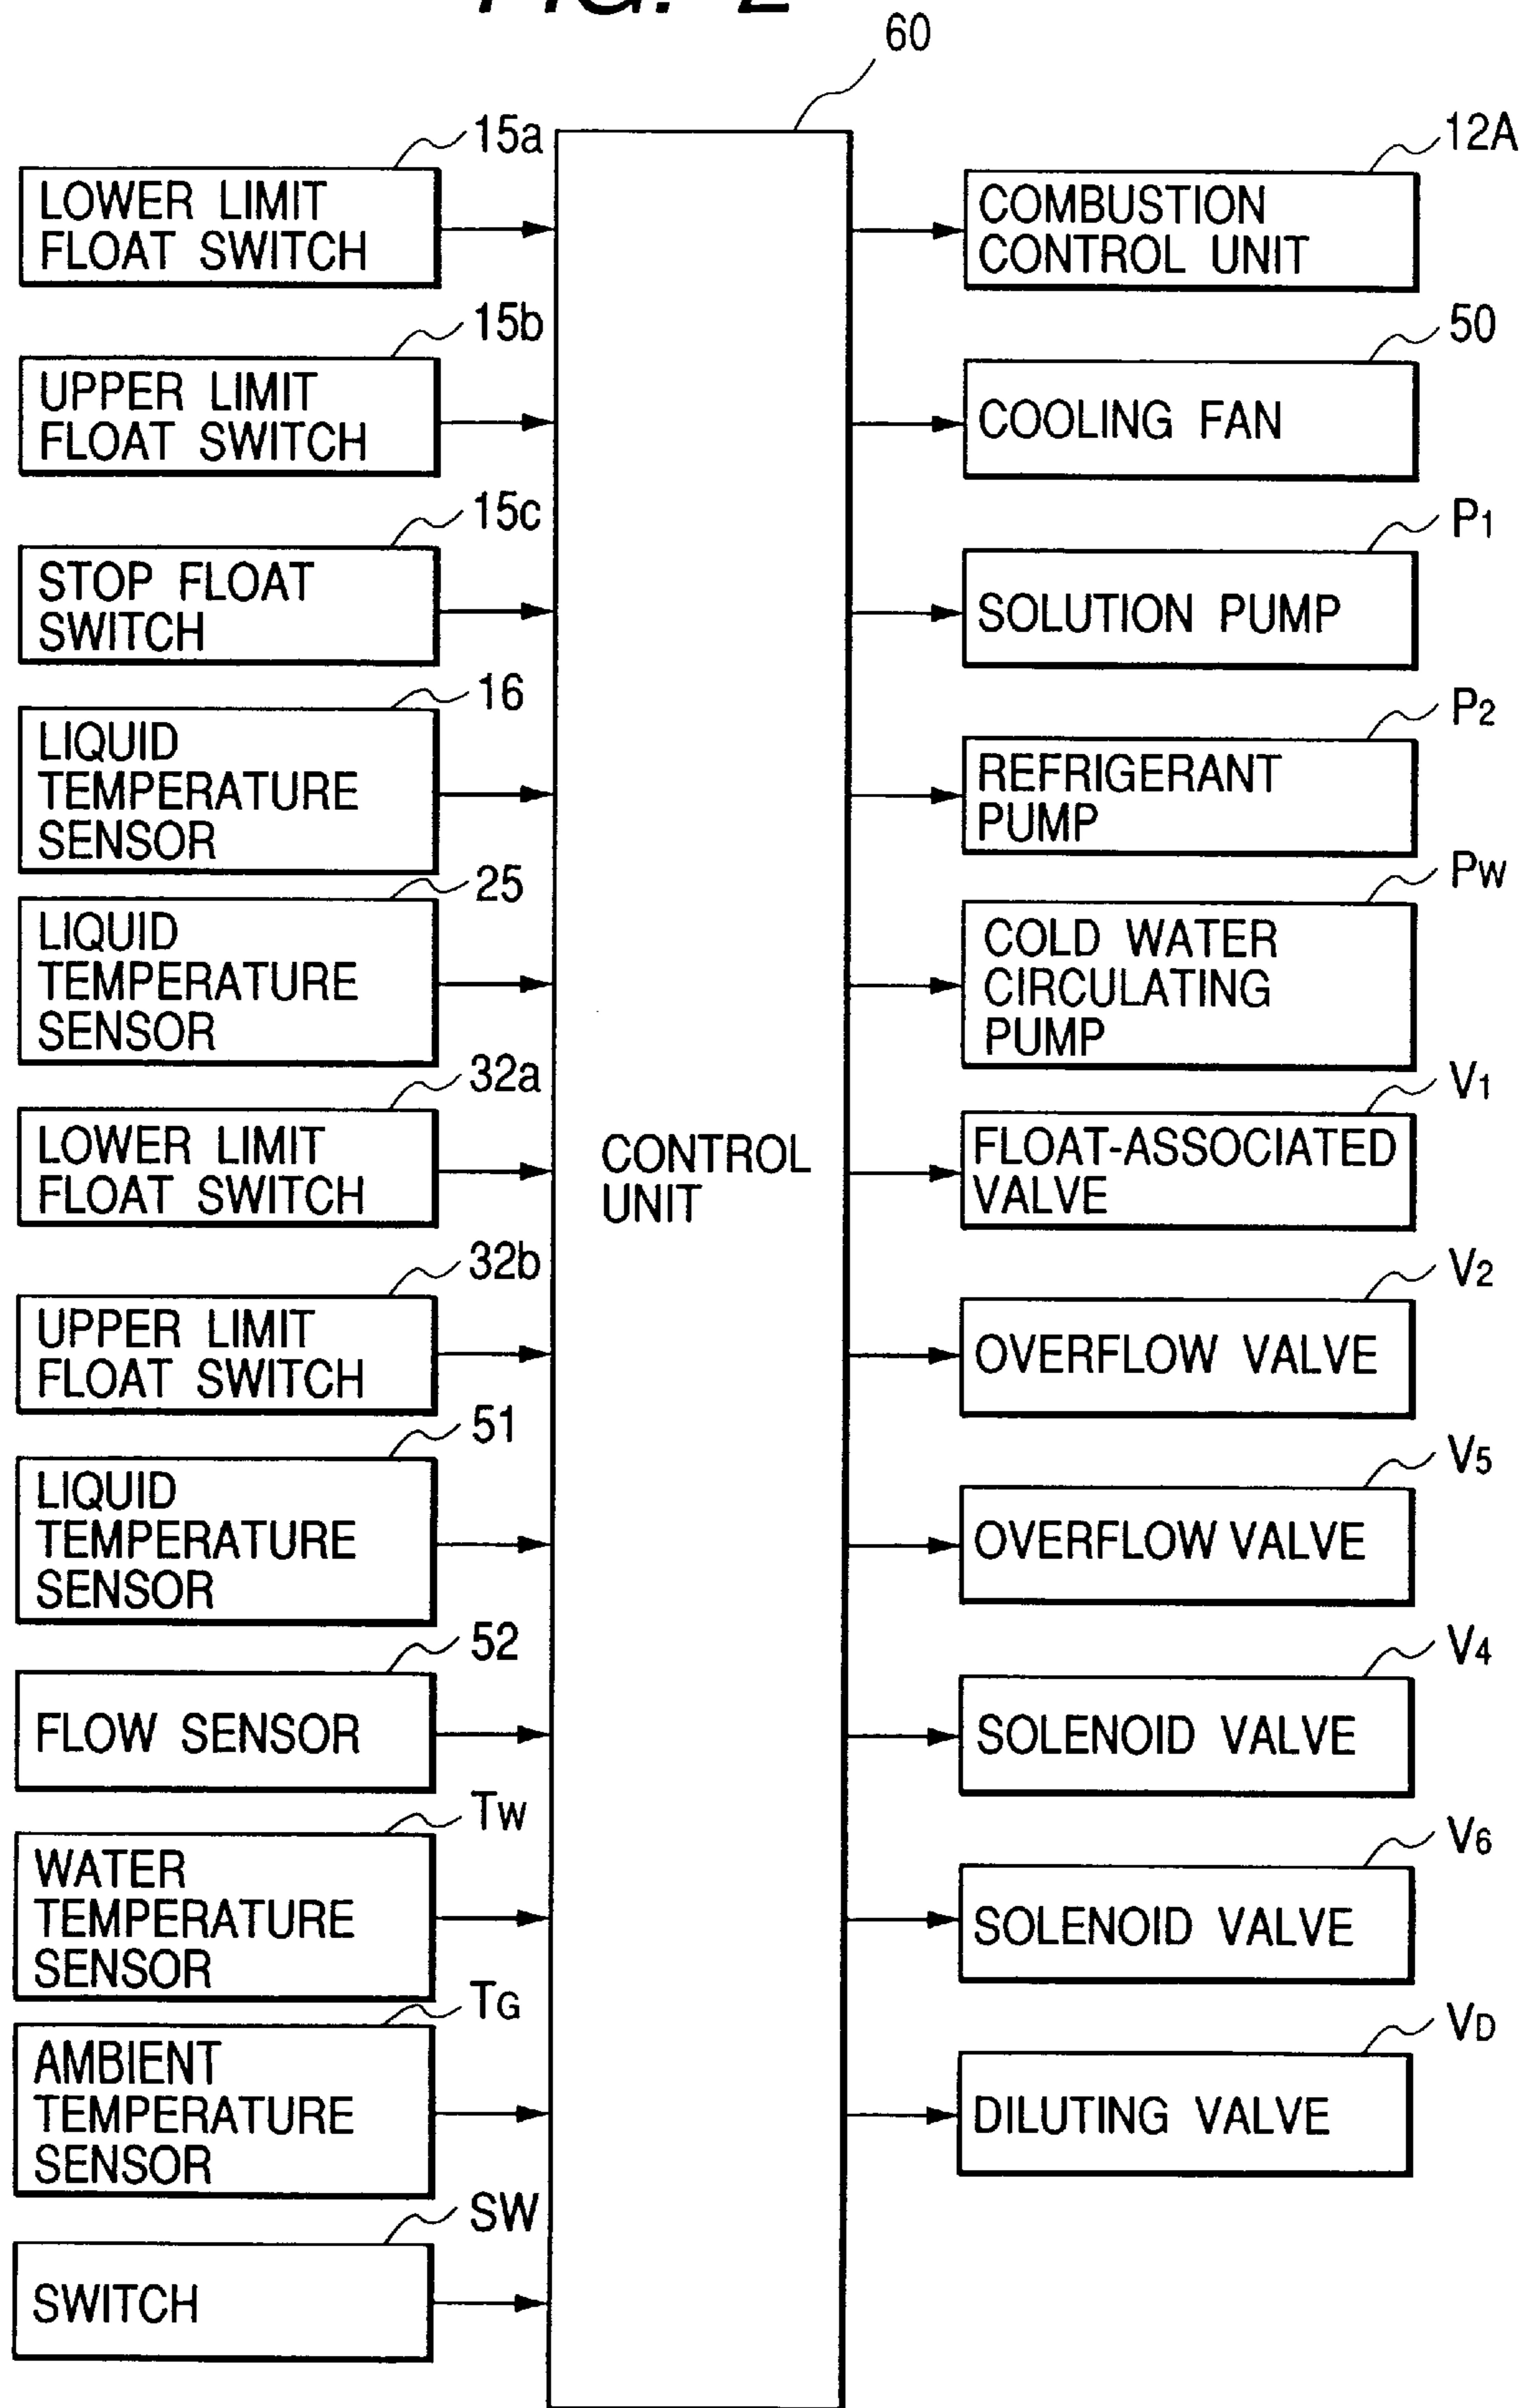 FIG. 2
60
15a
LOWER LIMIT
FLOAT SWITCH
15b
UPPER LIMIT
FLOAT SWITCH
15c
STOP FLOAT
SWITCH
16
LIQUID
TEMPERATURE
SENSOR
25
LIQUID
TEMPERATURE
SENSOR
32a
LOWER LIMIT
FLOAT SWITCH
32b
UPPER LIMIT
FLOAT SWITCH
51
LIQUID
TEMPERATURE
SENSOR
52
FLOW SENSOR
TW
WATER
TEMPERATURE
SENSOR
TG
AMBIENT
TEMPERATURE
SENSOR
SW
SWITCH
CONTROL
UNIT
12A
COMBUSTION
CONTROL UNIT
50
COOLING FAN
P1
SOLUTION PUMP
P2
REFRIGERANT
PUMP
PW
COLD WATER
CIRCULATING
PUMP
V1
FLOAT-ASSOCIATED
VALVE
V2
OVERFLOW VALVE
V5
OVERFLOW VALVE
V4
SOLENOID VALVE
V6
SOLENOID VALVE
VD
DILUTING VALVE